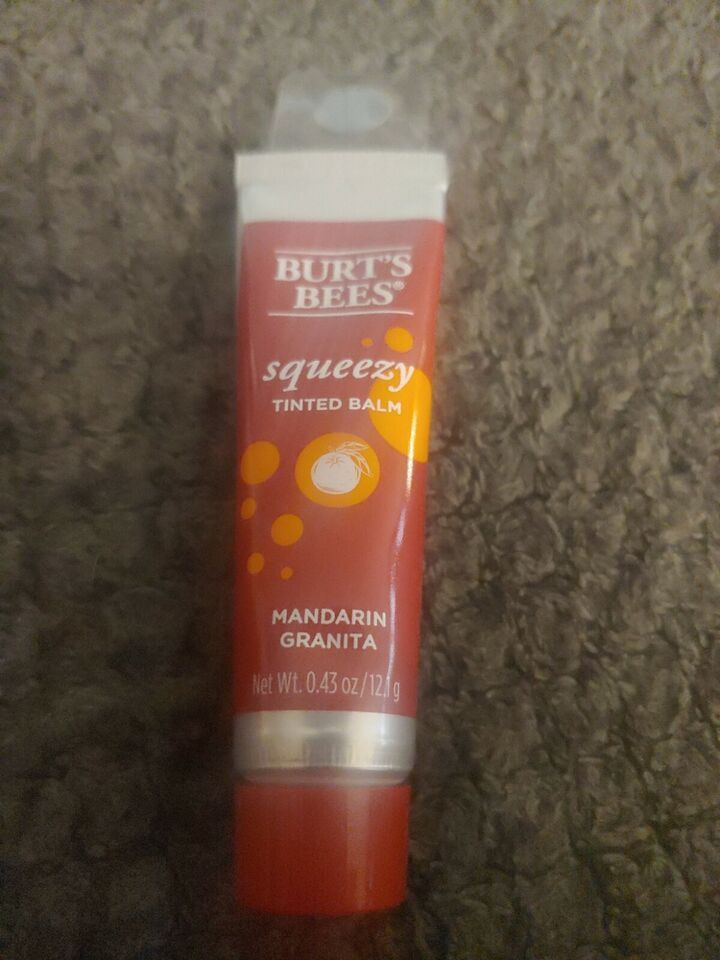 BURT'S
BEES®
squeezy
TINTED BALM
MANDARIN
GRANITA
Net Wt. 0.43 oz/12.1 g